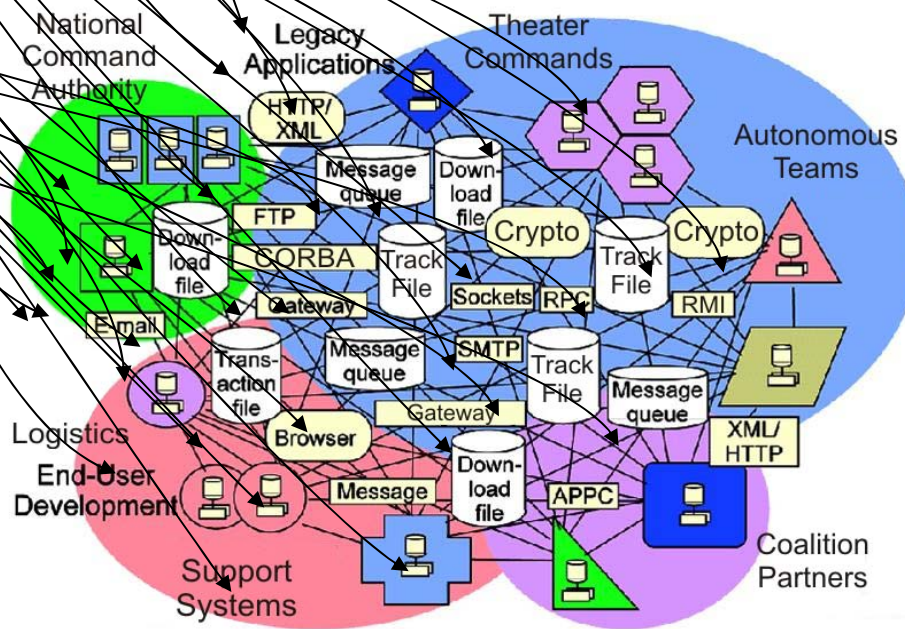 National
Command
Authority
Legacy
Applications
Theater
Commands
HTTP/
XML
Autonomous
Teams
Message
queue
Down-
load
file
FTP
Crypto
Crypto
Down-
load
file
CORBA
Track
File
Track
File
Gateway
Sockets
RPC
RMI
E-mail
Trans-
action
file
Message
queue
SMTP
Track
File
Message
queue
Gateway
Logistics
Browser
XML/
HTTP
End-User
Development
Down-
load
file
Message
APPC
Coalition
Partners
Support
Systems